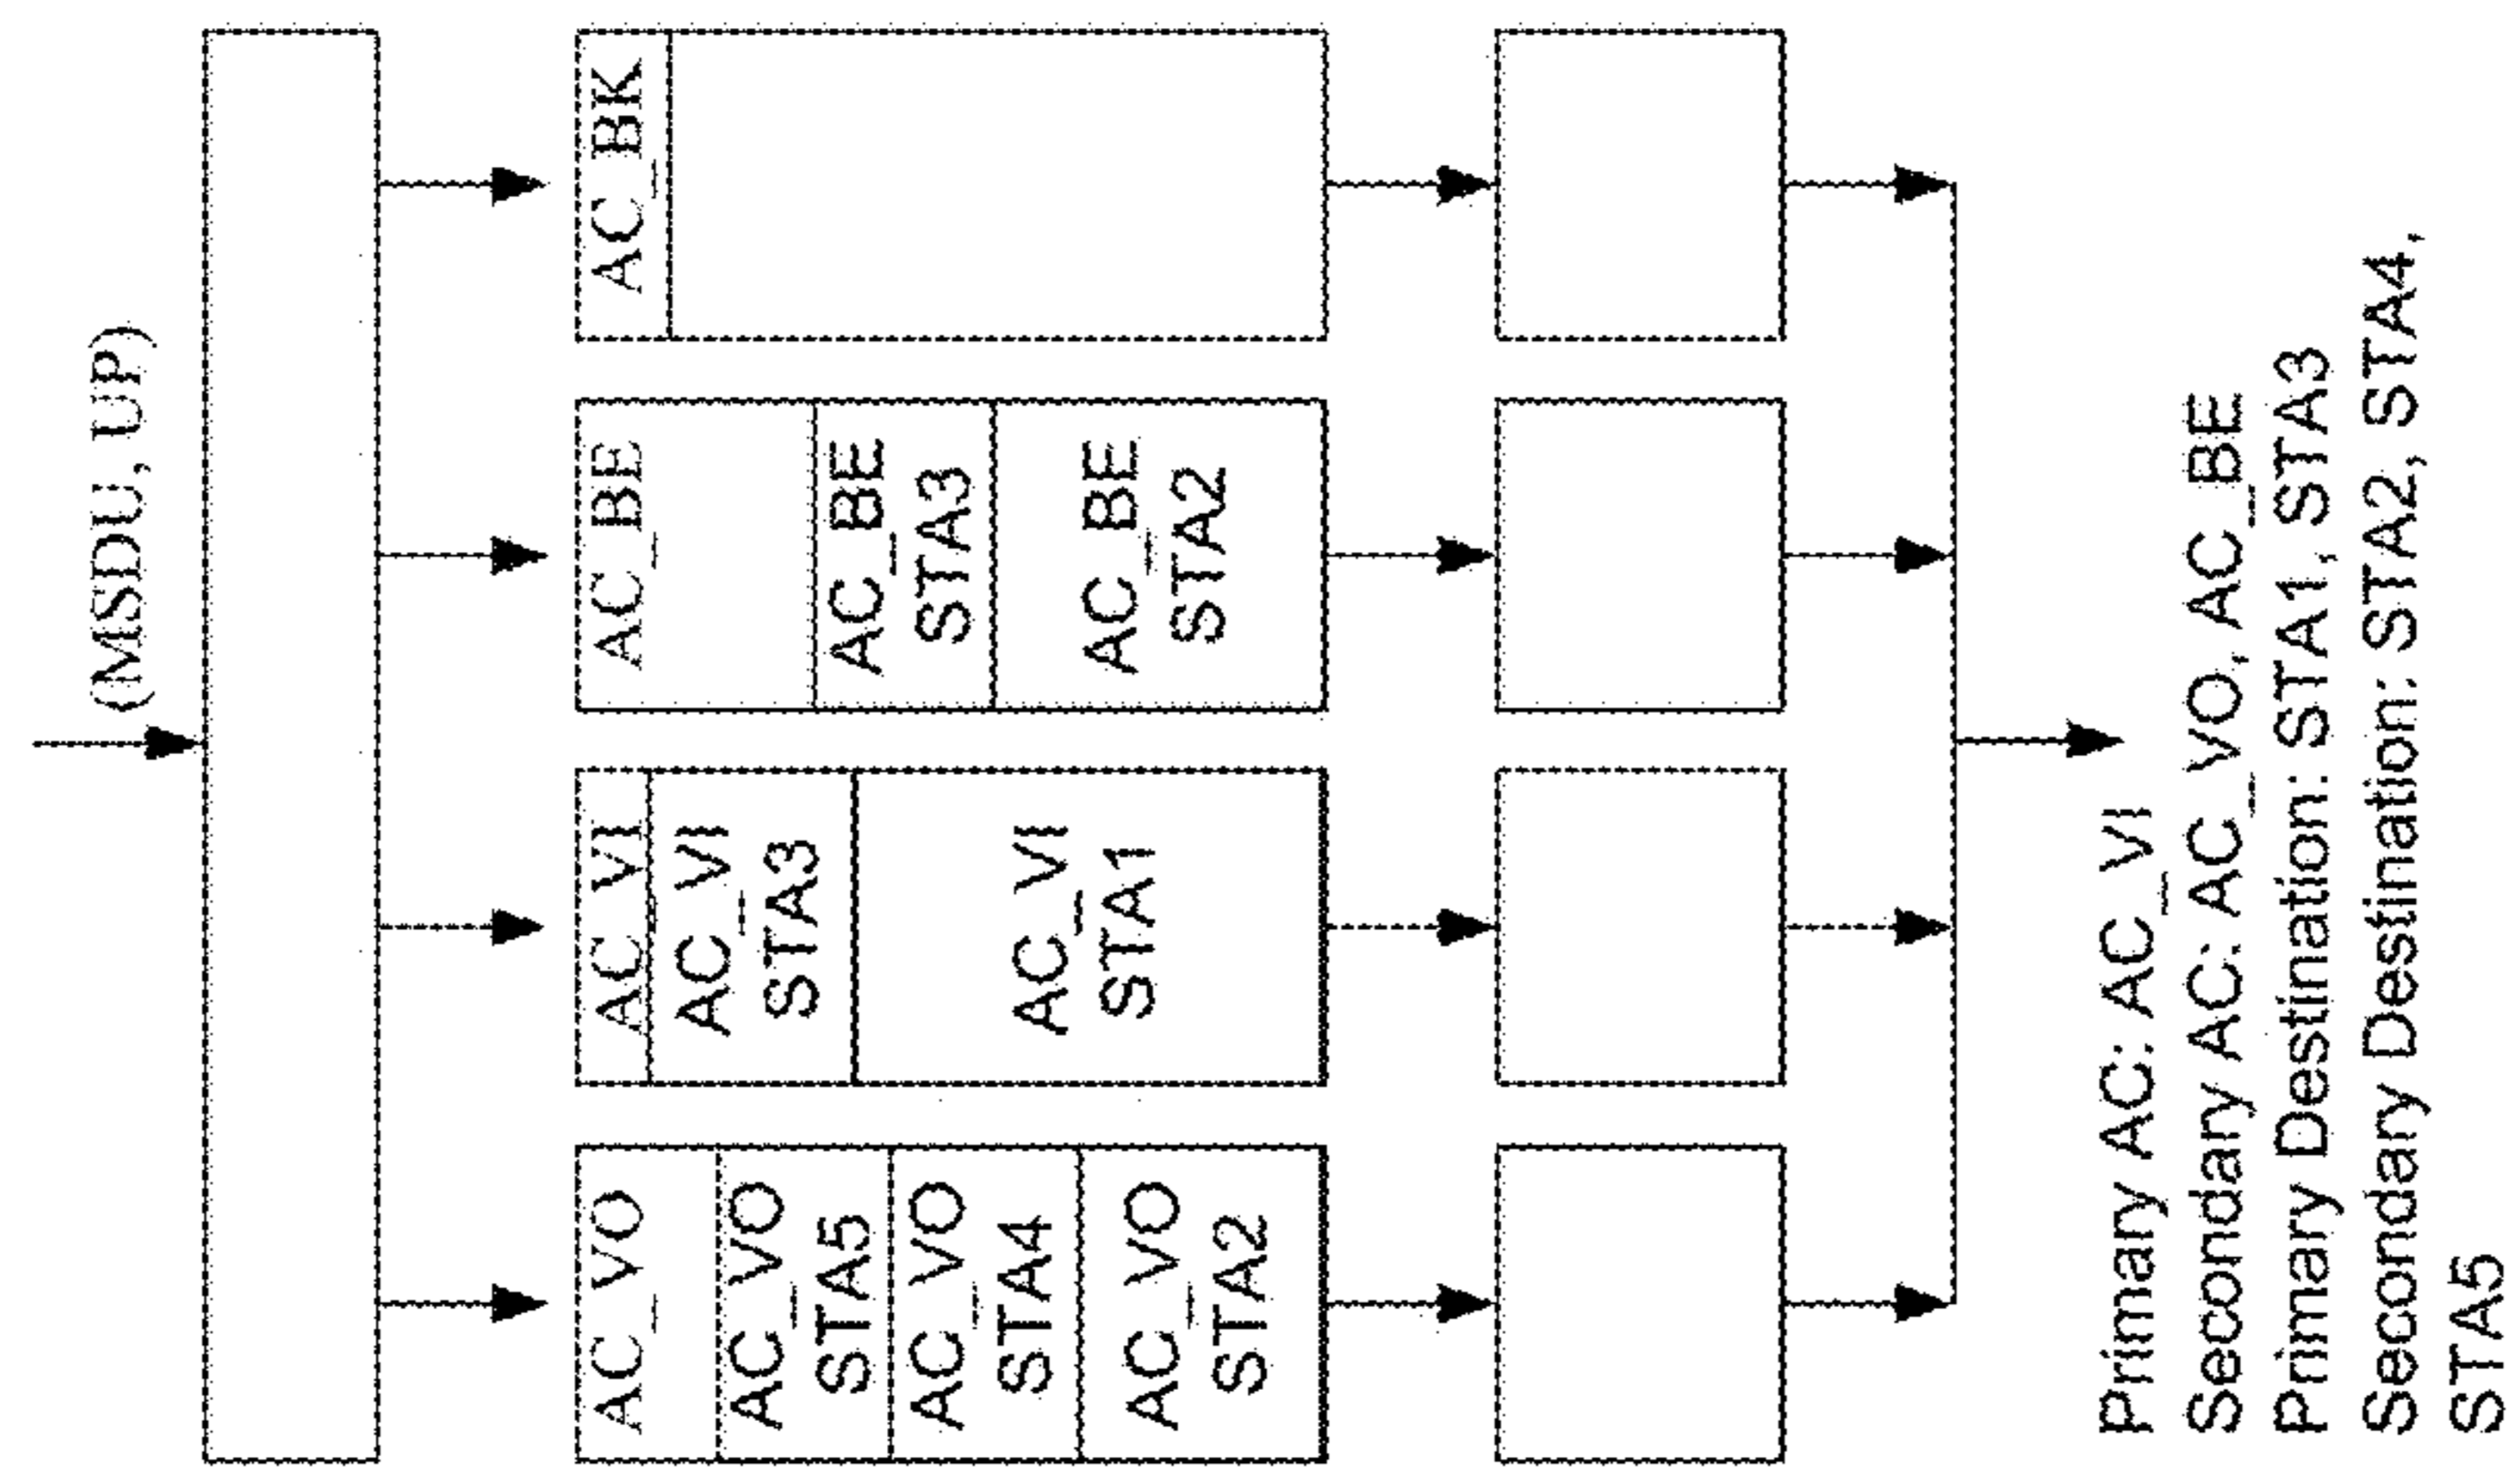 (MSDU, UP)
AC_VO
AC_VO
STA5
AC_VO
STA4
AC_VO
STA2
AC_VI
AC_VI
STA3
AC_VI
STA1
AC_BE
AC_BE
STA3
AC_BE
STA2
AC_BK
Primary AC: AC_VI
Secondary AC: AC_VO, AC_BE
Primary Destination: STA1, STA3
Secondary Destination: STA2, STA4,
STA5